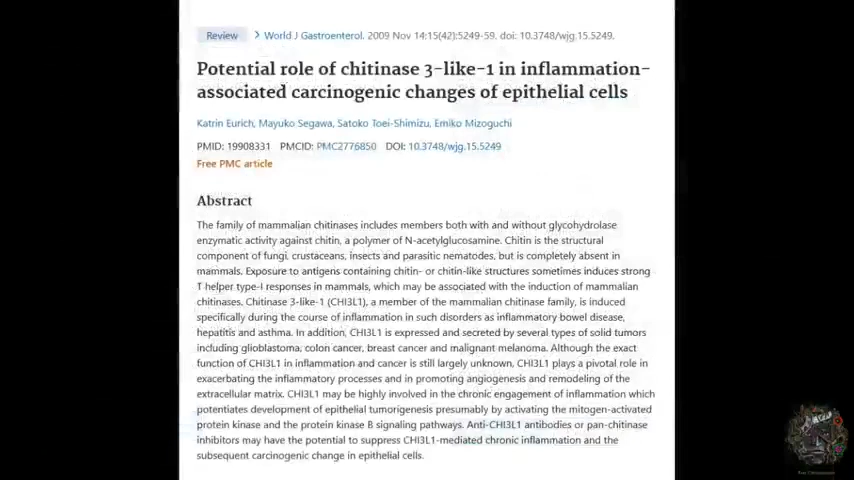 Review > World J Gastroenterol. 2009 Nov 14;15(42):5249-59. doi: 10.3748/wjg.15.5249.
Potential role of chitinase 3-like-1 in inflammation-
associated carcinogenic changes of epithelial cells
Katrin Eurich, Mayuko Segawa, Satoko Toei-Shimizu, Emiko Mizoguchi
PMID: 19908331 PMCID: PMC2776850 DOI: 10.3748/wjg.15.5249
Free PMC article
Abstract
The family of mammalian chitinases includes members both with and without glycohydrolase
enzymatic activity against chitin, a polymer of N-acetylglucosamine. Chitin is the structural
component of fungi, crustaceans, insects and parasitic nematodes, but is completely absent in
mammals. Exposure to antigens containing chitin- or chitin-like structures sometimes induces strong
T helper type-I responses in mammals, which may be associated with the induction of mammalian
chitinases. Chitinase 3-like-1 (CHI3L1), a member of the mammalian chitinase family, is induced
specifically during the course of inflammation in such disorders as inflammatory bowel disease,
hepatitis and asthma. In addition, CHI3L1 is expressed and secreted by several types of solid tumors
including glioblastoma, colon cancer, breast cancer and malignant melanoma. Although the exact
function of CHI3L1 in inflammation and cancer is still largely unknown, CHI3L1 plays a pivotal role in
exacerbating the inflammatory processes and in promoting angiogenesis and remodeling of the
extracellular matrix. CHI3L1 may be highly involved in the chronic engagement of inflammation which
potentiates development of epithelial tumorigenesis presumably by activating the mitogen-activated
protein kinase and the protein kinase B signaling pathways. Anti-CHI3L1 antibodies or pan-chitinase
inhibitors may have the potential to suppress CHI3L1-mediated chronic inflammation and the
subsequent carcinogenic change in epithelial cells.